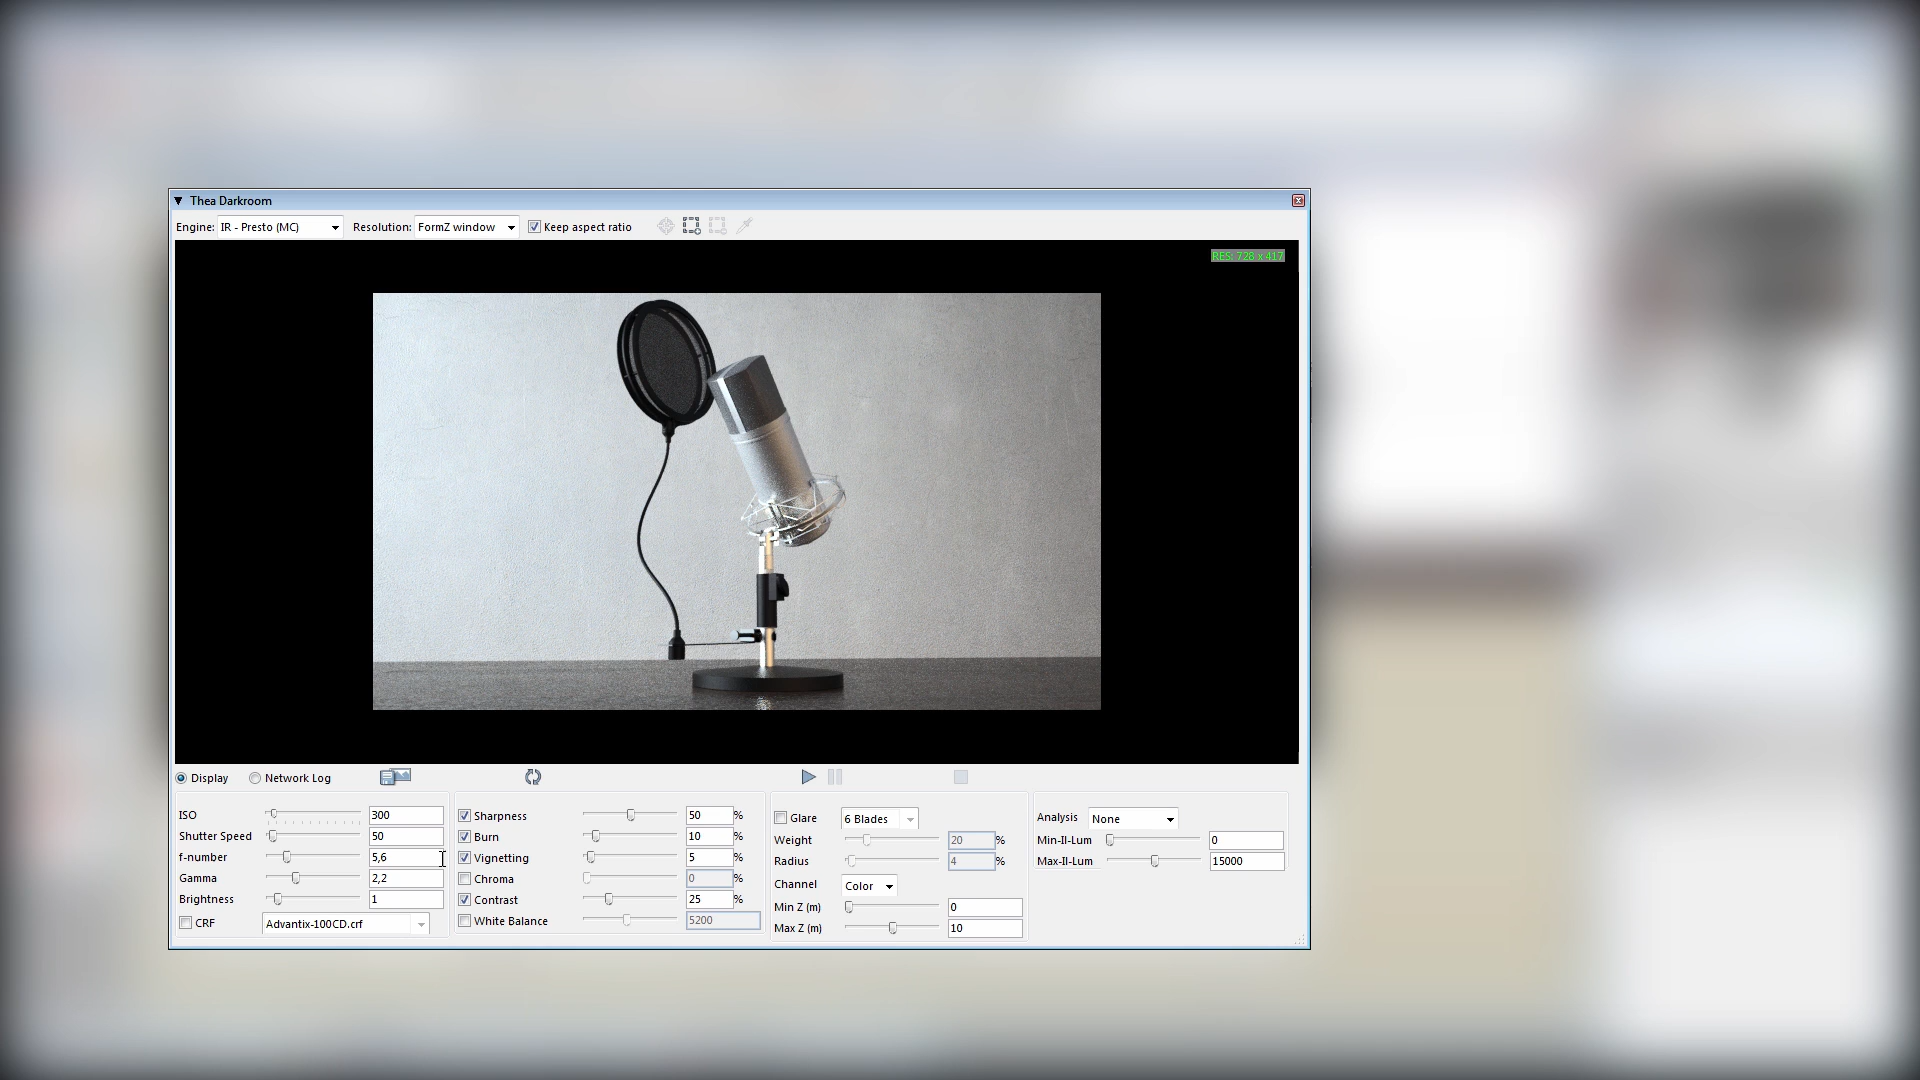 Thea Darkroom
Engine: IR - Presto (MC) Resolution: FormZ window Keep aspect ratio
RES: 728 x 417
Display Network Log
ISO 300
Shutter Speed 50
f-number 5,6
Gamma 2,2
Brightness 1
CRF Advantix-100CD.crf
Sharpness 50 %
Burn 10 %
Vignetting 5 %
Chroma 0 %
Contrast 25 %
White Balance 5200
Glare 6 Blades
Weight 20 %
Radius 4 %
Channel Color
Min Z (m) 0
Max Z (m) 10
Analysis None
Min-Il-Lum 0
Max-Il-Lum 15000